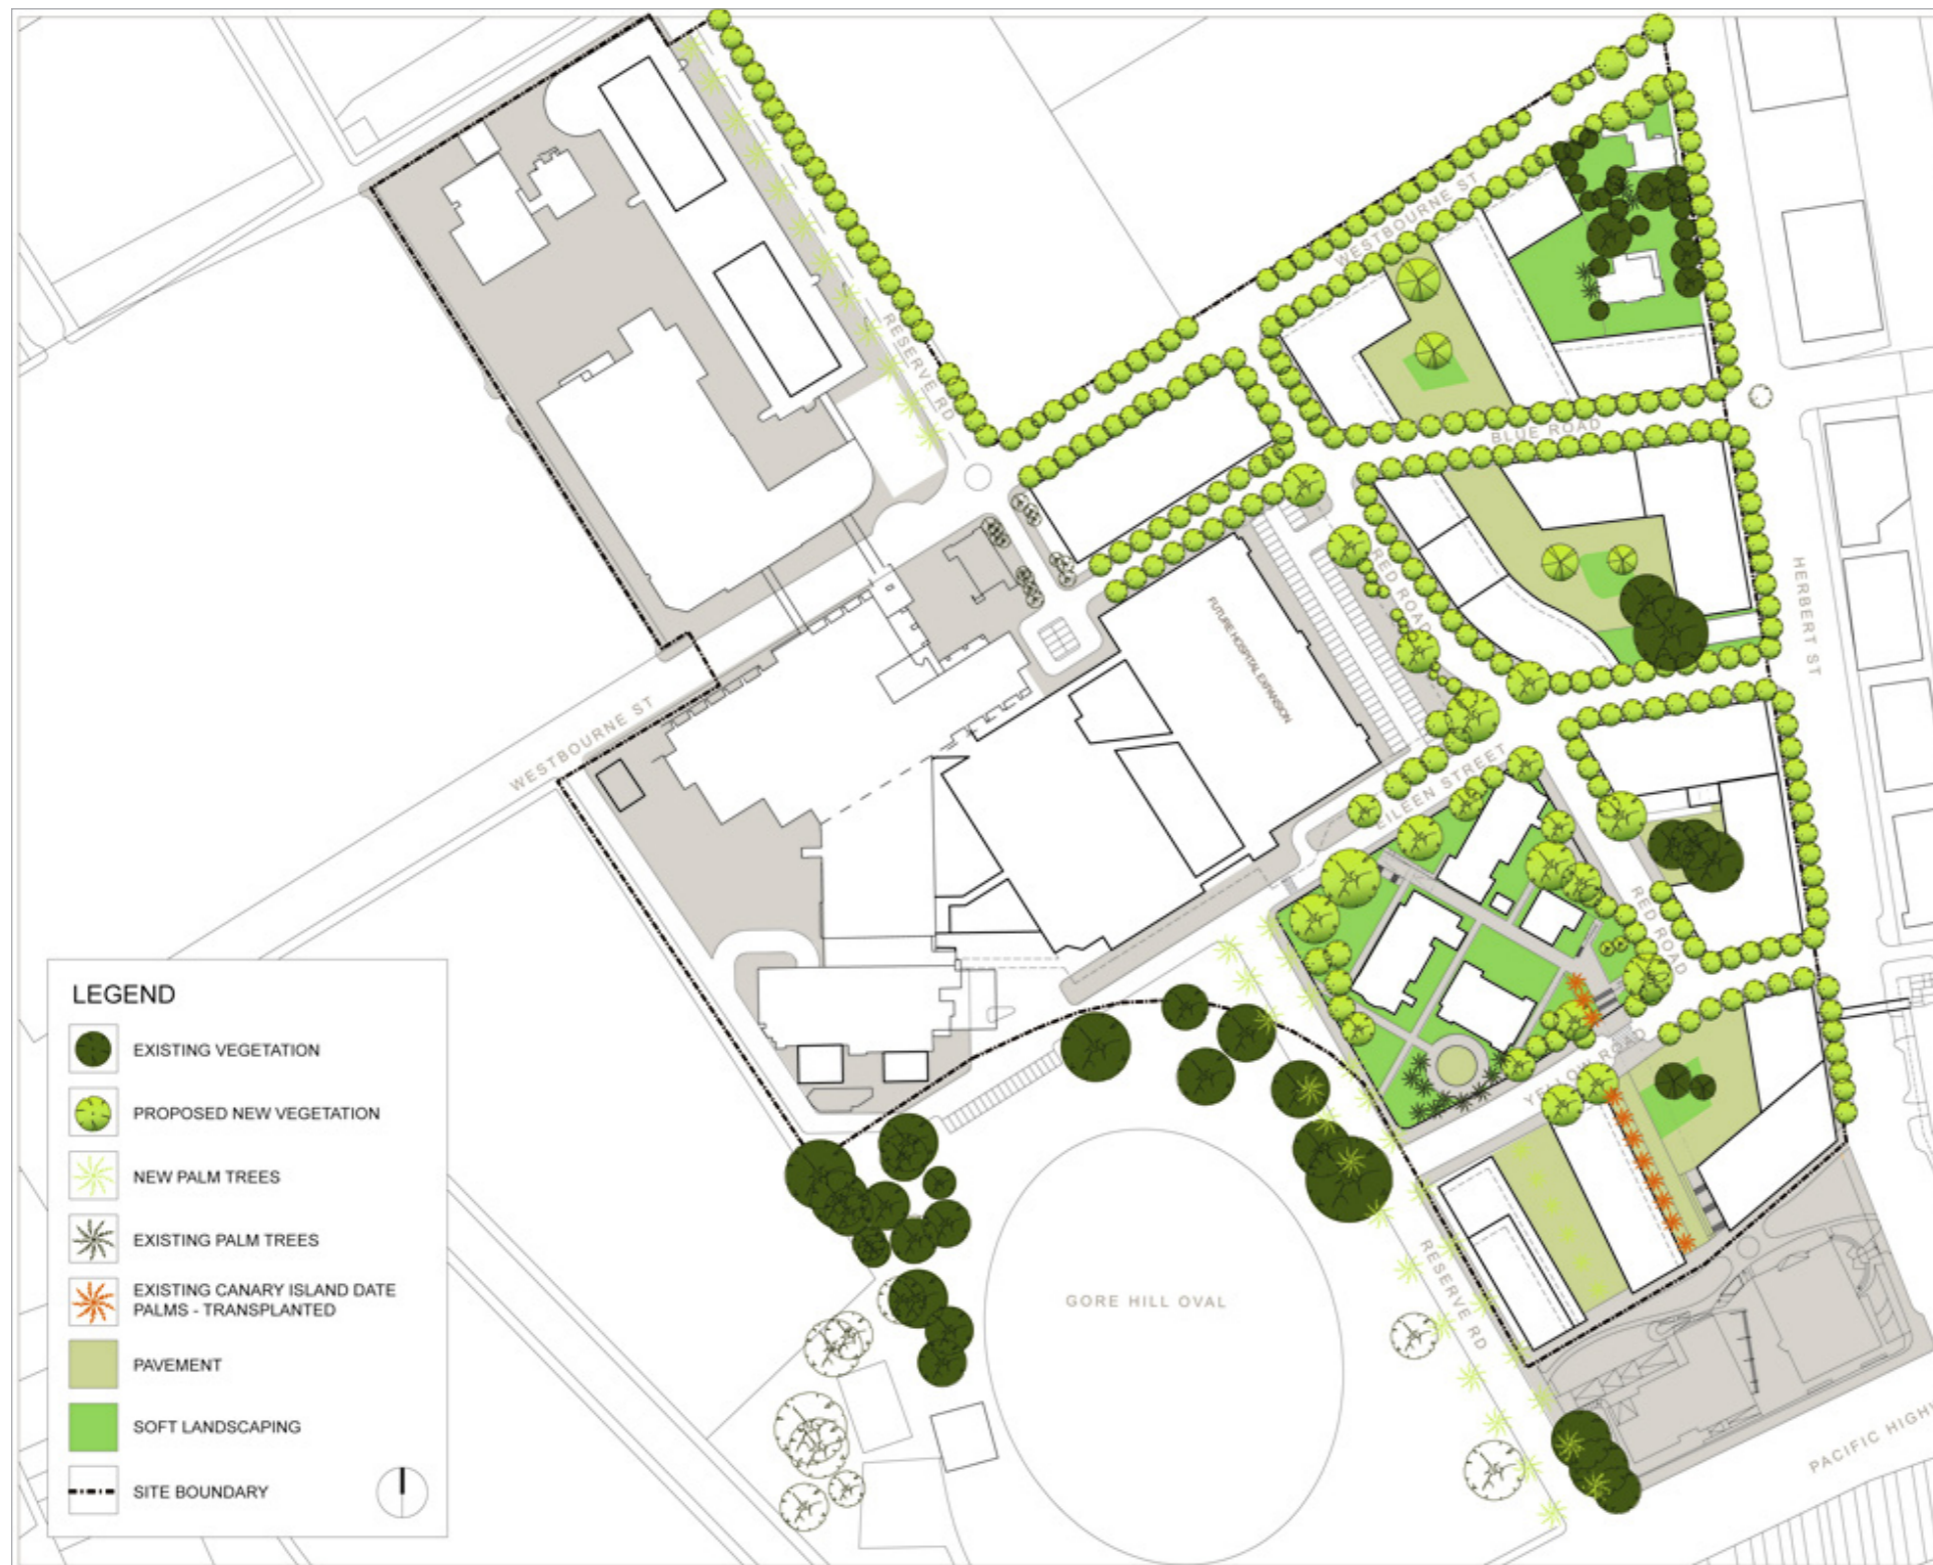 WESTBOURNE ST
RESERVE RD
BLUE ROAD
RED ROAD
HERBERT ST
FUTURE HOSPITAL EXPANSION
WESTBOURNE ST
EILEEN STREET
RED ROAD
YELLOW ROAD
RESERVE RD
GORE HILL OVAL
PACIFIC HIGHW
LEGEND
EXISTING VEGETATION
PROPOSED NEW VEGETATION
NEW PALM TREES
EXISTING PALM TREES
EXISTING CANARY ISLAND DATE
PALMS - TRANSPLANTED
PAVEMENT
SOFT LANDSCAPING
SITE BOUNDARY